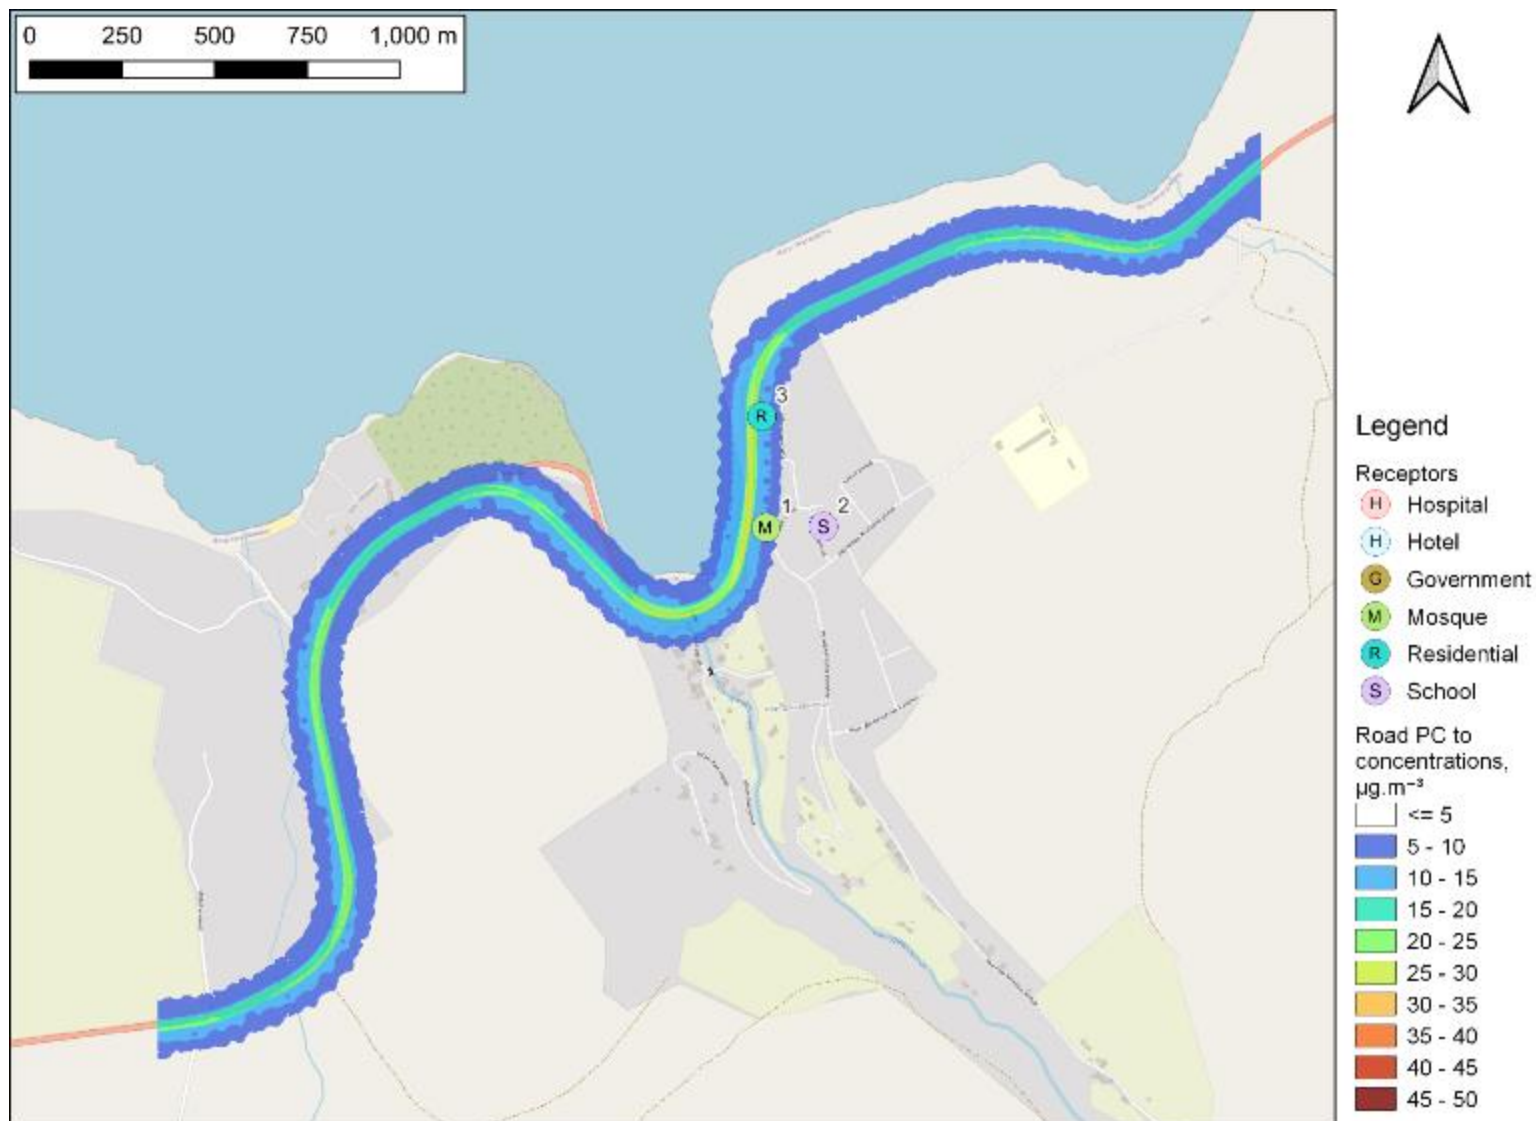 0 250 500 750 1,000 m
R 3
M 1
S 2
Legend
Receptors
H Hospital
H Hotel
G Government
M Mosque
R Residential
S School
Road PC to
concentrations,
µg.m⁻³
<= 5
5 - 10
10 - 15
15 - 20
20 - 25
25 - 30
30 - 35
35 - 40
40 - 45
45 - 50